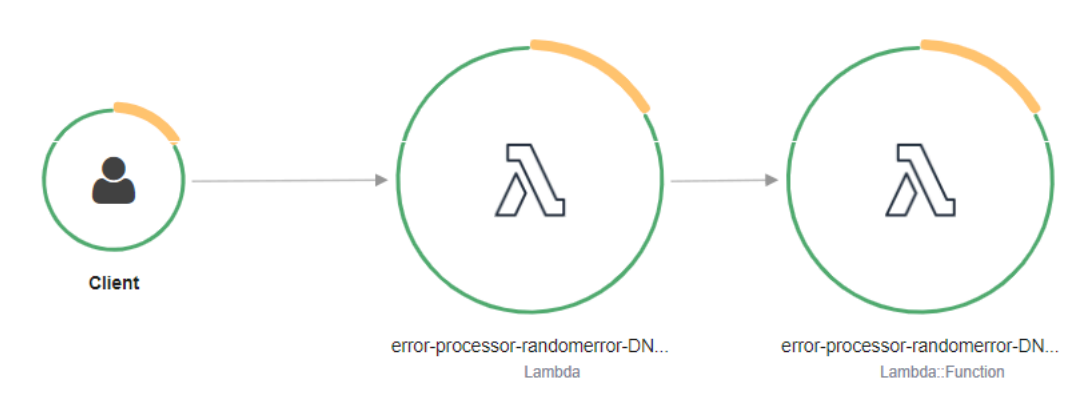 Client
error-processor-randomerror-DN...
Lambda
error-processor-randomerror-DN...
Lambda::Function